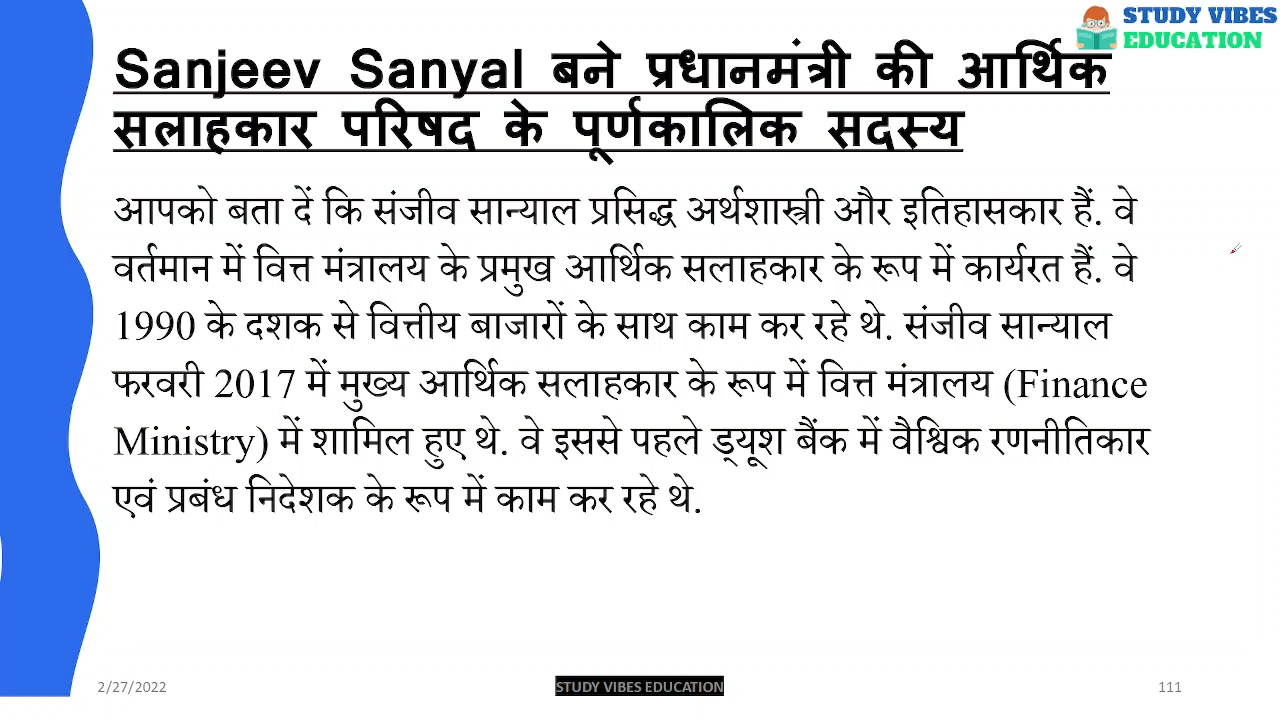 STUDY VIBES
EDUCATION
Sanjeev Sanyal बने प्रधानमंत्री की आर्थिक
सलाहकार परिषद के पूर्णकालिक सदस्य
आपको बता दें कि संजीव सान्याल प्रसिद्ध अर्थशास्त्री और इतिहासकार हैं. वे
वर्तमान में वित्त मंत्रालय के प्रमुख आर्थिक सलाहकार के रूप में कार्यरत हैं. वे
1990 के दशक से वित्तीय बाजारों के साथ काम कर रहे थे. संजीव सान्याल
फरवरी 2017 में मुख्य आर्थिक सलाहकार के रूप में वित्त मंत्रालय (Finance
Ministry) में शामिल हुए थे. वे इससे पहले ड्यूश बैंक में वैश्विक रणनीतिकार
एवं प्रबंध निदेशक के रूप में काम कर रहे थे.
2/27/2022 STUDY VIBES EDUCATION 111